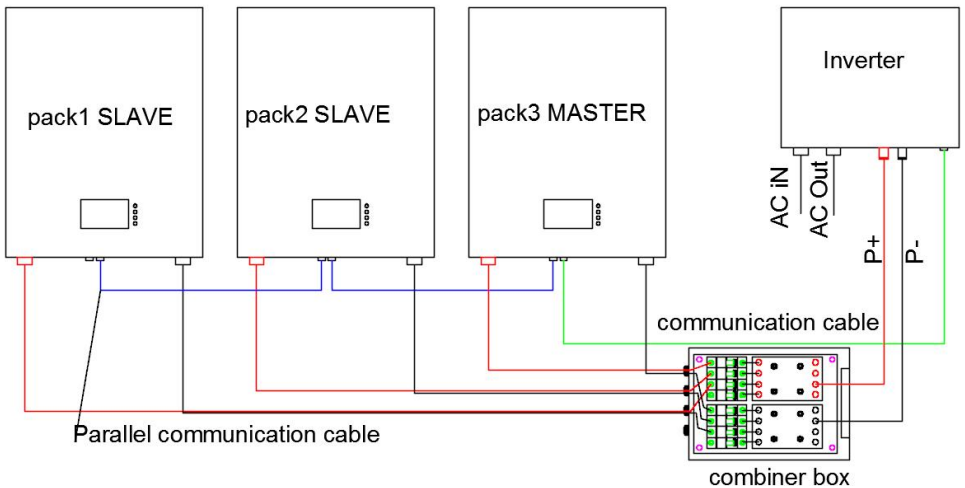 Inverter
pack1 SLAVE
pack2 SLAVE
pack3 MASTER
AC iN
AC Out
P+
P-
communication cable
Parallel communication cable
combiner box